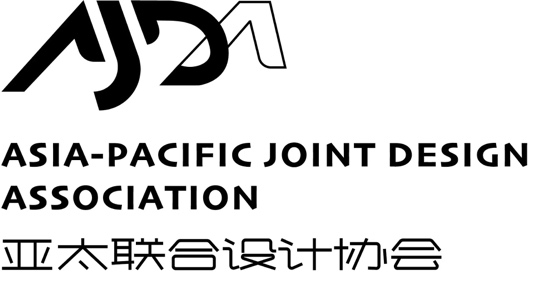 AJDA
ASIA-PACIFIC JOINT DESIGN
ASSOCIATION
亚太联合设计协会